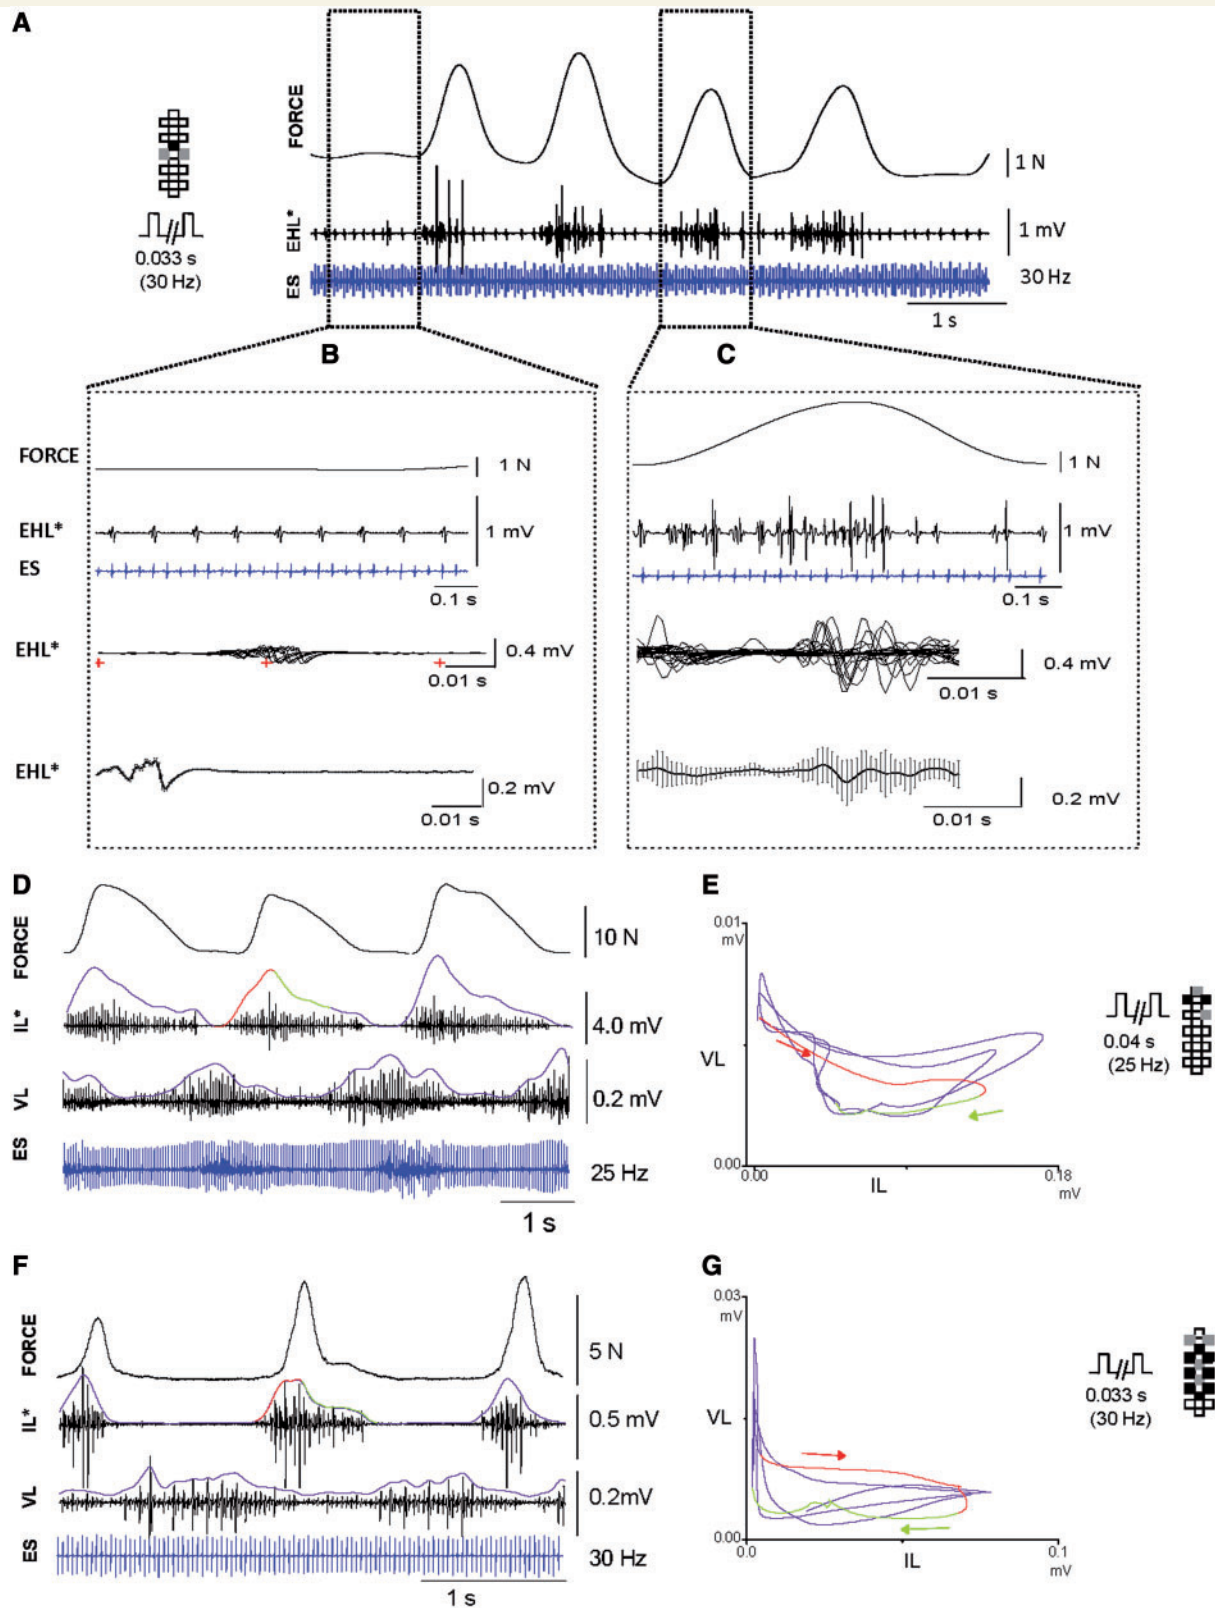 A
FORCE
1 N
EHL*
1 mV
ES
30 Hz
1 s
0.033 s
(30 Hz)
B
C
FORCE
1 N
EHL*
1 mV
ES
0.1 s
EHL*
0.4 mV
0.01 s
EHL*
0.2 mV
0.01 s
1 N
1 mV
0.1 s
0.4 mV
0.01 s
0.2 mV
0.01 s
D
FORCE
10 N
IL*
4.0 mV
VL
0.2 mV
ES
25 Hz
1 s
E
0.01
mV
VL
0.00
0.00
IL
0.18
mV
0.04 s
(25 Hz)
F
FORCE
5 N
IL*
0.5 mV
VL
0.2mV
ES
30 Hz
1 s
G
0.03
mV
VL
0.00
0.0
IL
0.1
mV
0.033 s
(30 Hz)